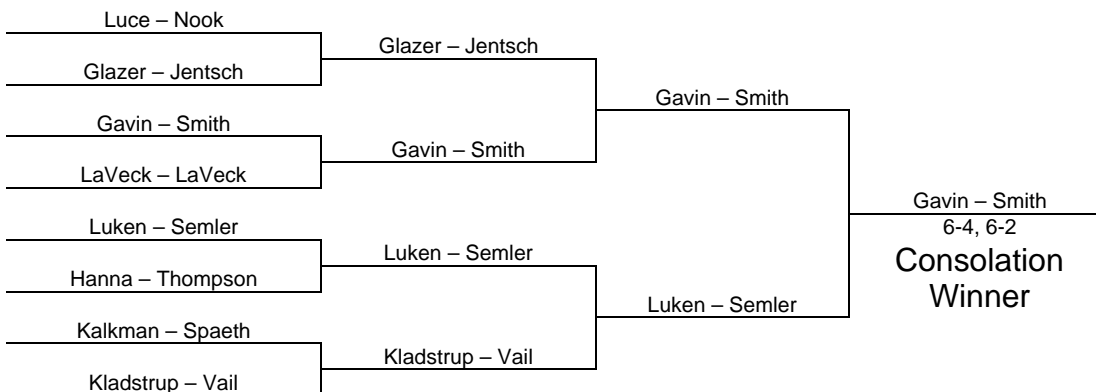 Luce – Nook
Glazer – Jentsch
Glazer – Jentsch
Gavin – Smith
Gavin – Smith
Gavin – Smith
LaVeck – LaVeck
Gavin – Smith
6-4, 6-2
Consolation
Winner
Luken – Semler
Luken – Semler
Hanna – Thompson
Luken – Semler
Kalkman – Spaeth
Kladstrup – Vail
Kladstrup – Vail